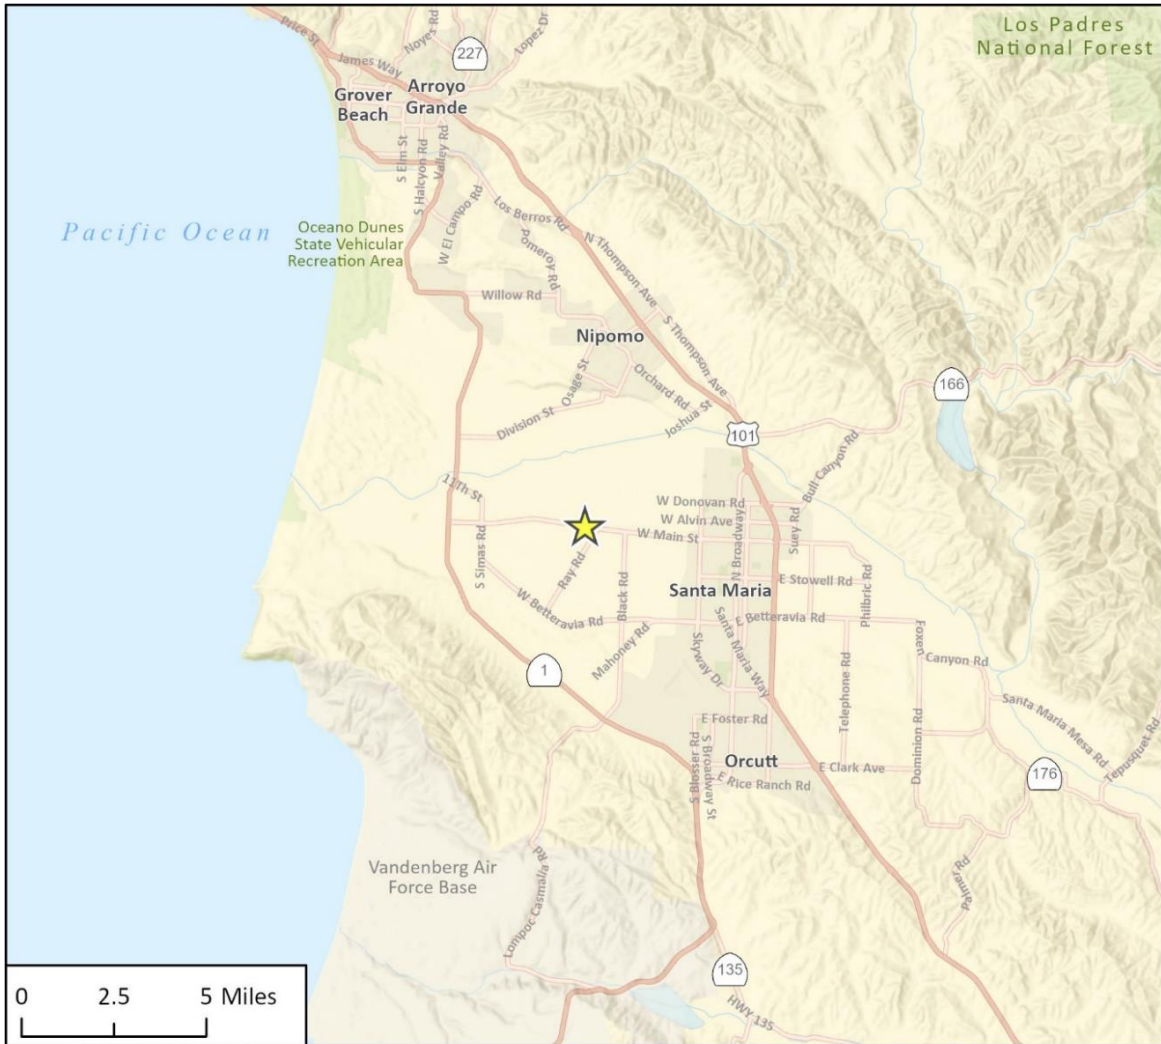 Los Padres
National Forest
Price St
Noyes Rd
Lopez Dr
227
James Way
Arroyo
Grande
Grover
Beach
S Elm St
S Halcyon Rd
Valley Rd
W El Campo Rd
Los Berros Rd
Pomeroy Rd
N Thompson Ave
Pacific Ocean
Oceano Dunes
State Vehicular
Recreation Area
Willow Rd
Nipomo
S Thompson Ave
Osage St
Orchard Rd
Joshua St
Division St
166
101
Bull Canyon Rd
11Th St
W Donovan Rd
W Alvin Ave
W Main St
N Broadway
Suey Rd
S Simas Rd
Ray Rd
Black Rd
Santa Maria
E Stowell Rd
Philbric Rd
W Betteravia Rd
E Betteravia Rd
Mahoney Rd
Skyway Dr
Santa Maria Way
Telephone Rd
Foxen
Canyon Rd
1
Santa Maria Mesa Rd
Tepusquet Rd
E Foster Rd
S Blosser Rd
S Broadway St
Orcutt
E Clark Ave
Dominion Rd
E Rice Ranch Rd
176
Palmer Rd
Vandenberg Air
Force Base
Lompoc Casmalia Rd
135
HWY 135
0 2.5 5 Miles